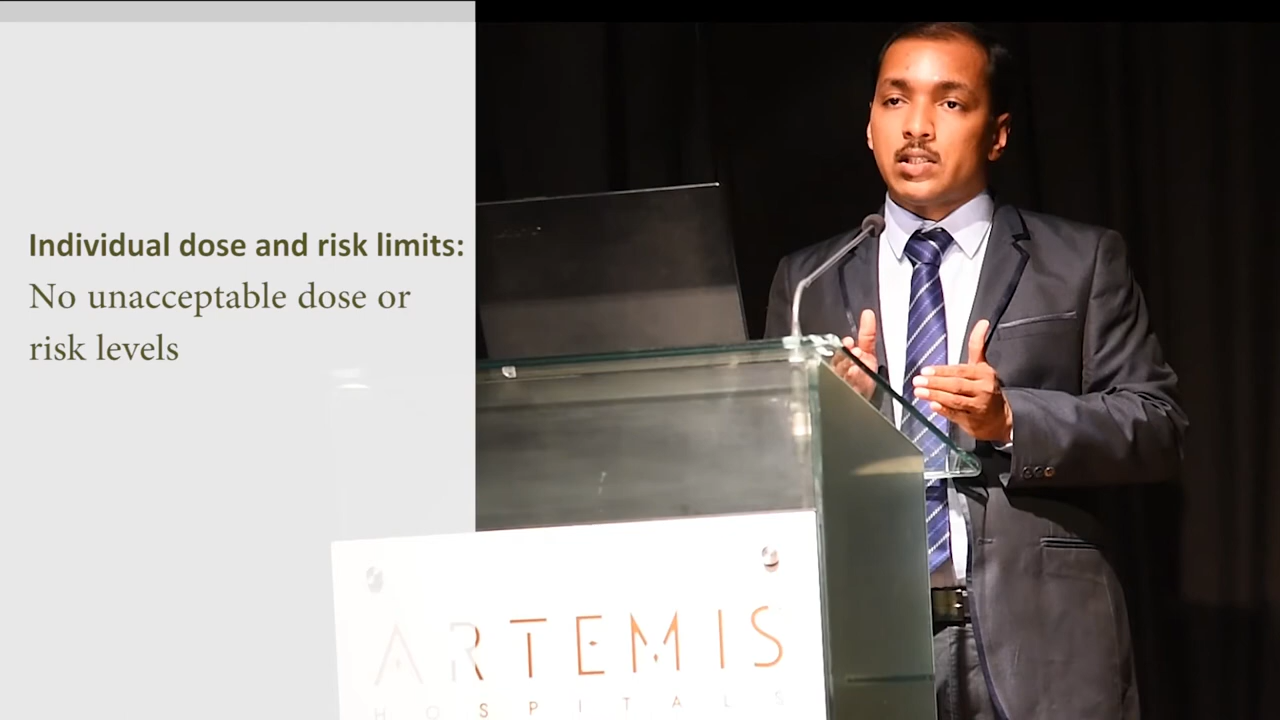 Individual dose and risk limits:
No unacceptable dose or
risk levels
ARTEMIS
HOSPITALS